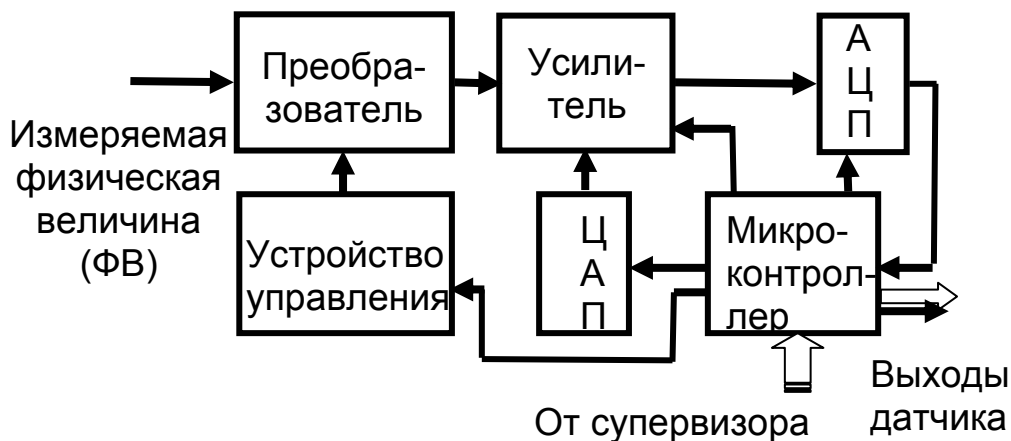 Преобра-
зователь
Усили-
тель
А
Ц
П
Измеряемая
физическая
величина
(ФВ)
Устройство
управления
Ц
А
П
Микро-
контрол-
лер
Выходы
датчика
От супервизора